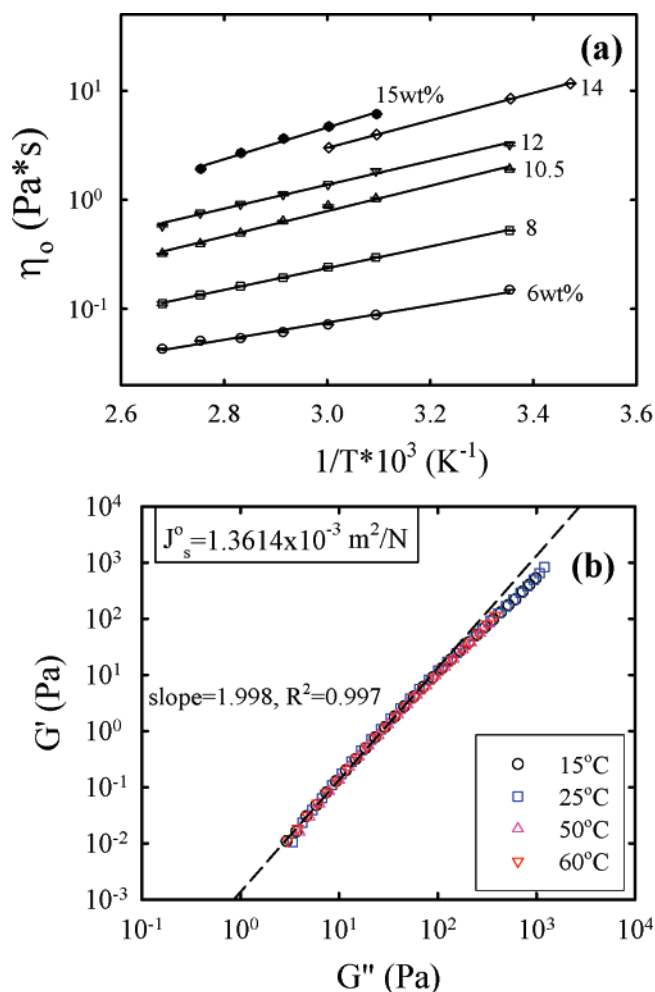 (a)
15wt%
14
12
10.5
8
6wt%
10¹
10⁰
10⁻¹
ηₒ (Pa*s)
2.6 2.8 3.0 3.2 3.4 3.6
1/T*10³ (K⁻¹)
10⁴
10³
10²
10¹
10⁰
10⁻¹
10⁻²
10⁻³
G' (Pa)
Jᵒₛ=1.3614x10⁻³ m²/N
(b)
slope=1.998, R²=0.997
15°C
25°C
50°C
60°C
10⁻¹ 10⁰ 10¹ 10² 10³ 10⁴
G'' (Pa)